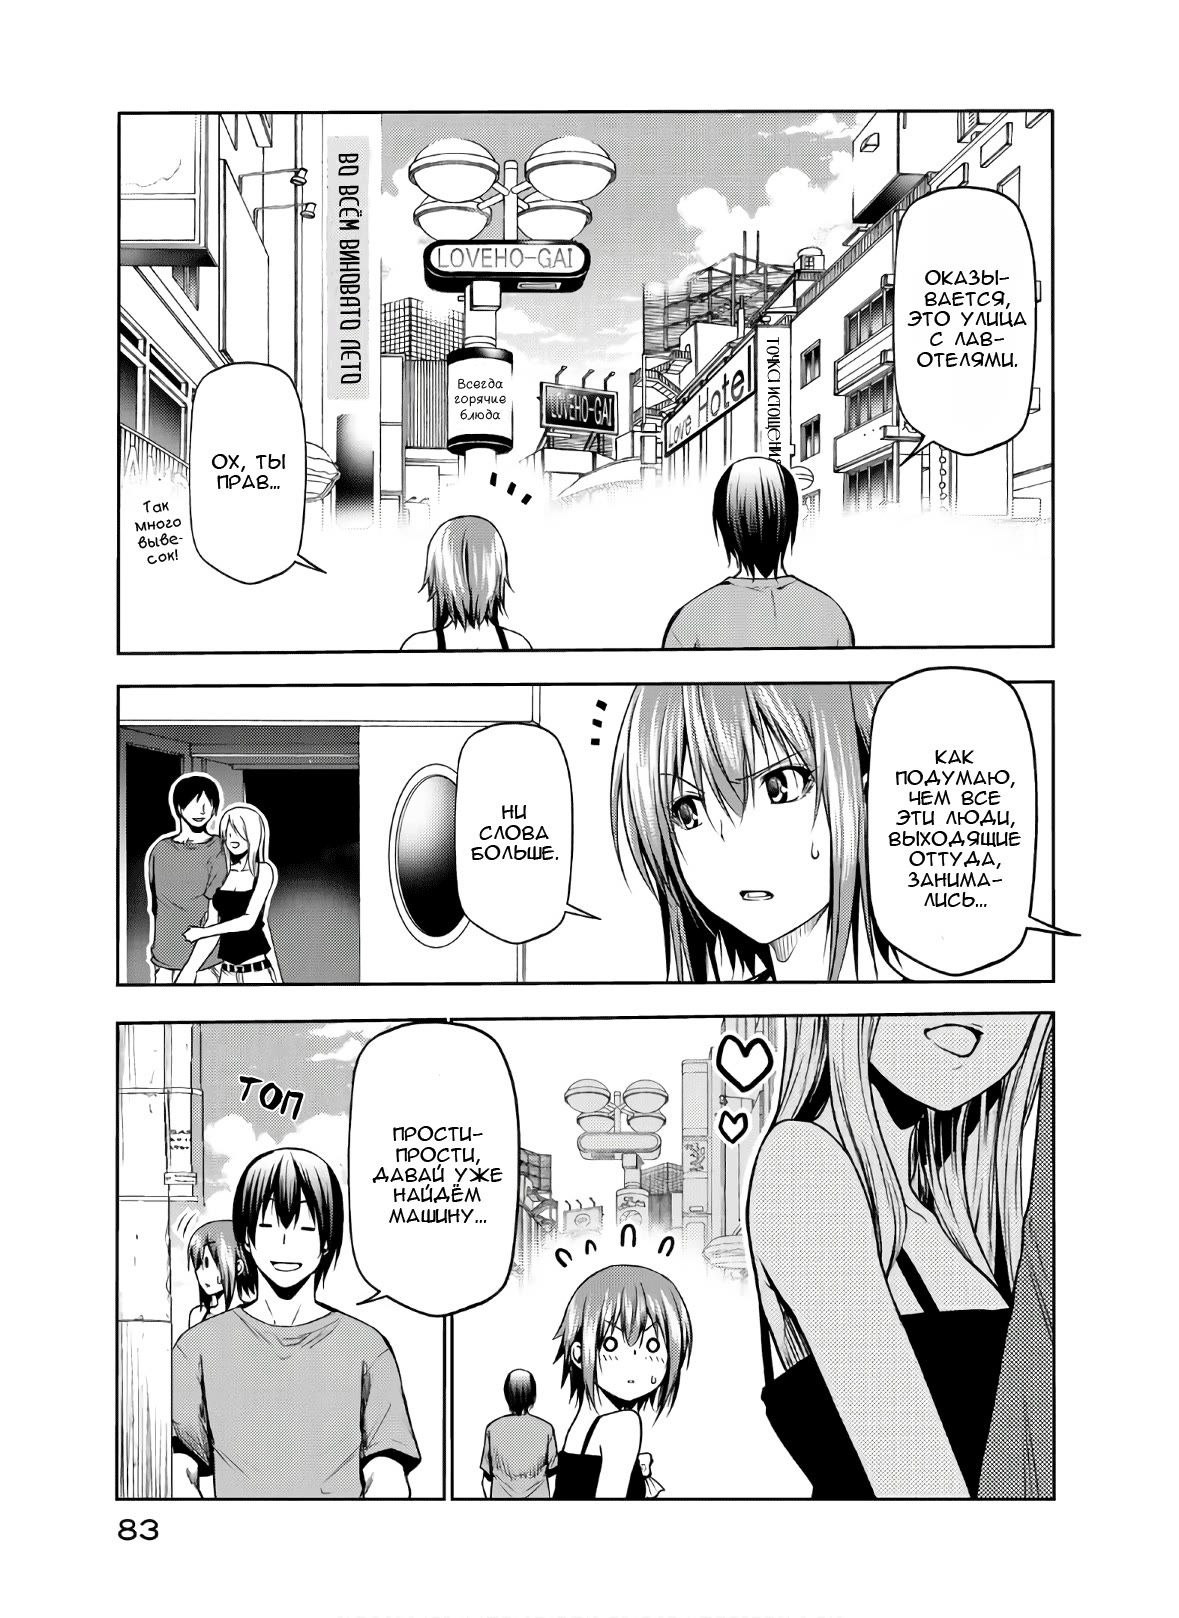 ОКАЗЫ-
ВАЕТСЯ,
ЭТО УЛИЦА
С ЛАВ-
ОТЕЛЯМИ.
ВО ВСЁМ ВИНОВАТО ЛЕТО
LOVEHO-GAI
Всегда
горячие
блюда
LOVEHO-GAI
Love Hotel
ТОЧКА ИСТОЩЕНИЯ
ОХ, ТЫ
ПРАВ...
Так
много
выве-
сок!
КАК
ПОДУМАЮ,
ЧЕМ ВСЕ
ЭТИ ЛЮДИ,
ВЫХОДЯЩИЕ
ОТТУДА,
ЗАНИМА-
ЛИСЬ...
НИ
СЛОВА
БОЛЬШЕ.
ПРОСТИ-
ПРОСТИ,
ДАВАЙ УЖЕ
НАЙДЁМ
МАШИНУ...
ТОП
83